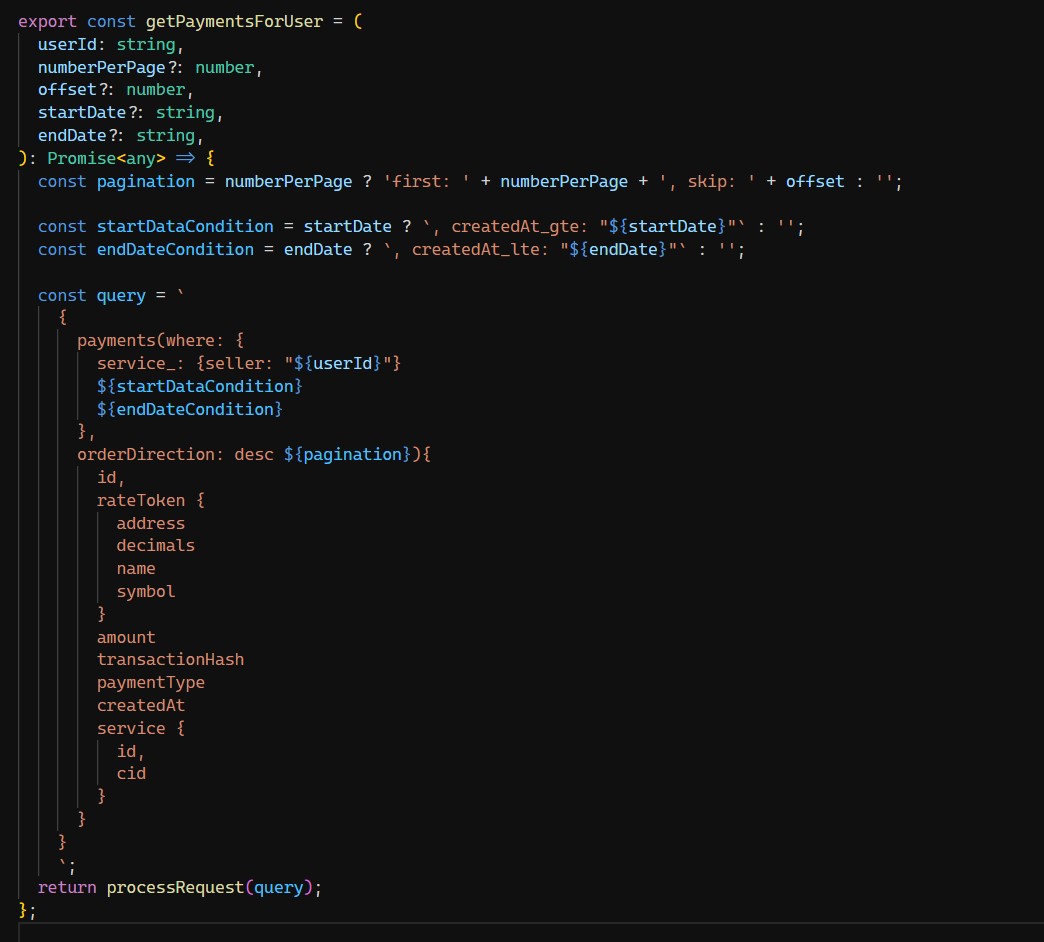 export const getPaymentsForUser = (
  userId: string,
  numberPerPage?: number,
  offset?: number,
  startDate?: string,
  endDate?: string,
): Promise<any> => {
  const pagination = numberPerPage ? 'first: ' + numberPerPage + ', skip: ' + offset : '';

  const startDataCondition = startDate ? `, createdAt_gte: "${startDate}"` : '';
  const endDateCondition = endDate ? `, createdAt_lte: "${endDate}"` : '';

  const query = `
    {
      payments(where: {
        service_: {seller: "${userId}"}
        ${startDataCondition}
        ${endDateCondition}
      },
      orderDirection: desc ${pagination}){
        id,
        rateToken {
          address
          decimals
          name
          symbol
        }
        amount
        transactionHash
        paymentType
        createdAt
        service {
          id,
          cid
        }
      }
    }
    `;
  return processRequest(query);
};